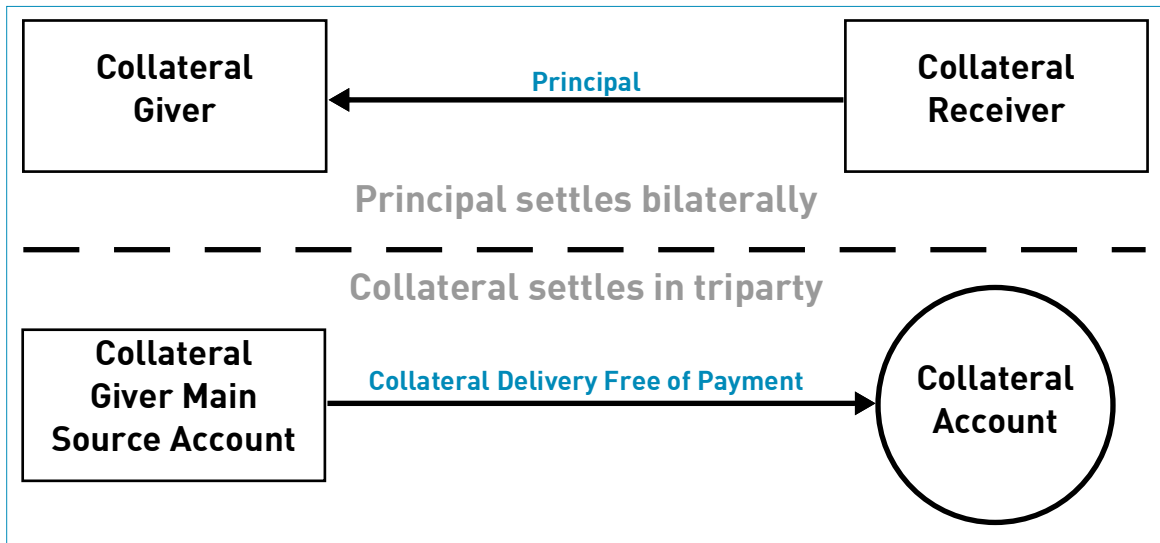 Collateral
Giver
Principal
Collateral
Receiver
Principal settles bilaterally
Collateral settles in triparty
Collateral
Giver Main
Source Account
Collateral Delivery Free of Payment
Collateral
Account